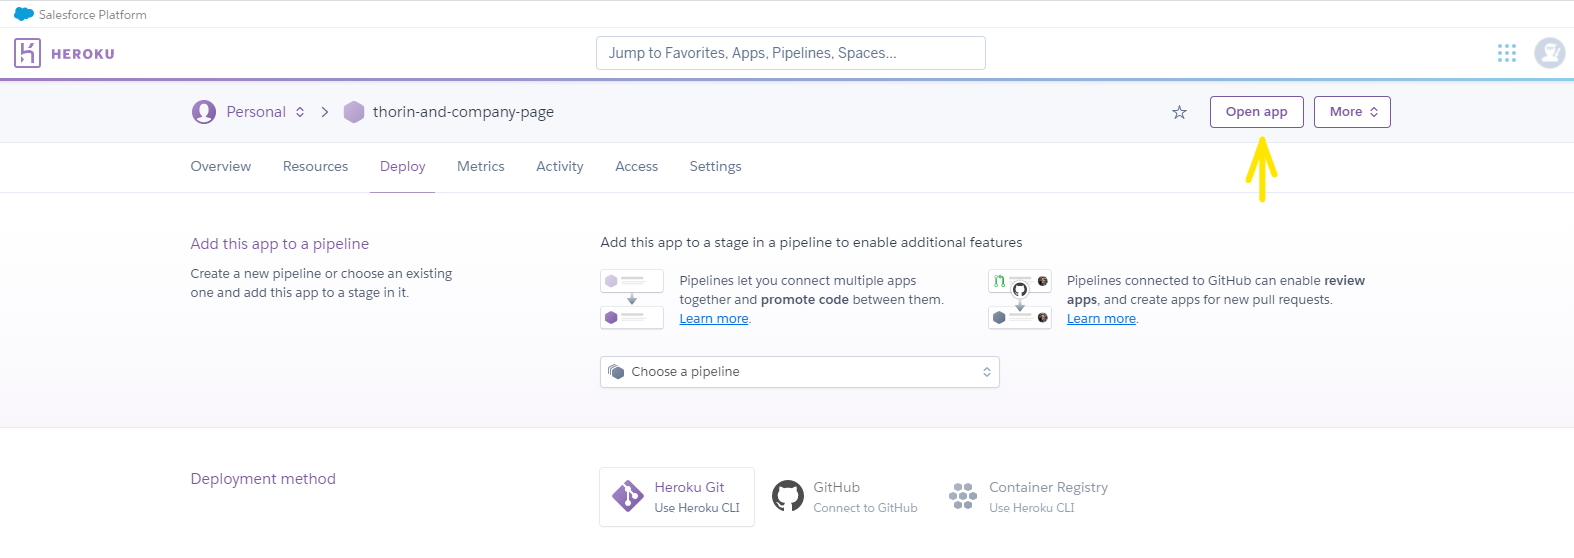 Salesforce Platform
HEROKU
Jump to Favorites, Apps, Pipelines, Spaces...
Personal
thorin-and-company-page
Open app
More
Overview
Resources
Deploy
Metrics
Activity
Access
Settings
Add this app to a pipeline
Create a new pipeline or choose an existing
one and add this app to a stage in it.
Add this app to a stage in a pipeline to enable additional features
Pipelines let you connect multiple apps
together and promote code between them.
Learn more.
Pipelines connected to GitHub can enable review
apps, and create apps for new pull requests.
Learn more.
Choose a pipeline
Deployment method
Heroku Git
Use Heroku CLI
GitHub
Connect to GitHub
Container Registry
Use Heroku CLI